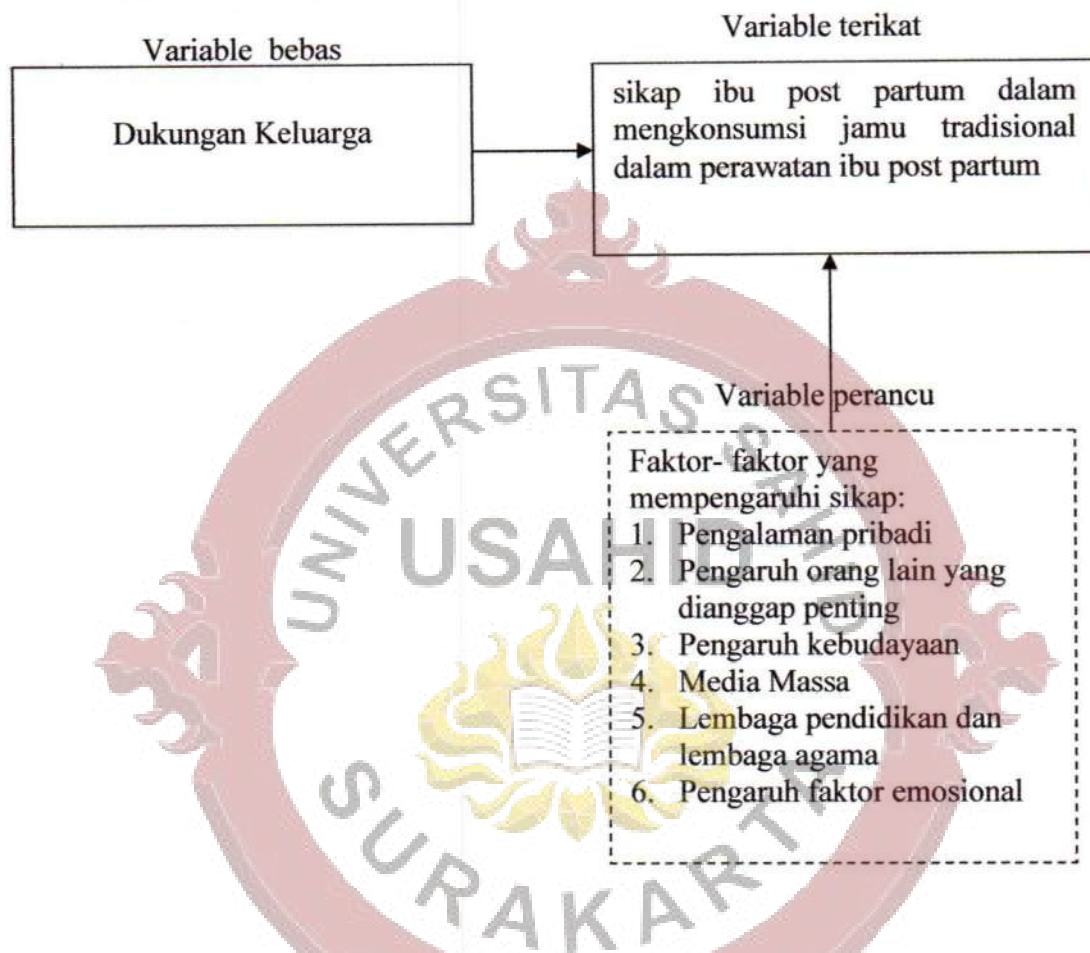 Variable bebas
Dukungan Keluarga
Variable terikat
sikap ibu post partum dalam
mengkonsumsi jamu tradisional
dalam perawatan ibu post partum
Variable perancu
Faktor- faktor yang
mempengaruhi sikap:
1. Pengalaman pribadi
2. Pengaruh orang lain yang
dianggap penting
3. Pengaruh kebudayaan
4. Media Massa
5. Lembaga pendidikan dan
lembaga agama
6. Pengaruh faktor emosional
UNIVERSITAS SAHID
USAHID
SURAKARTA